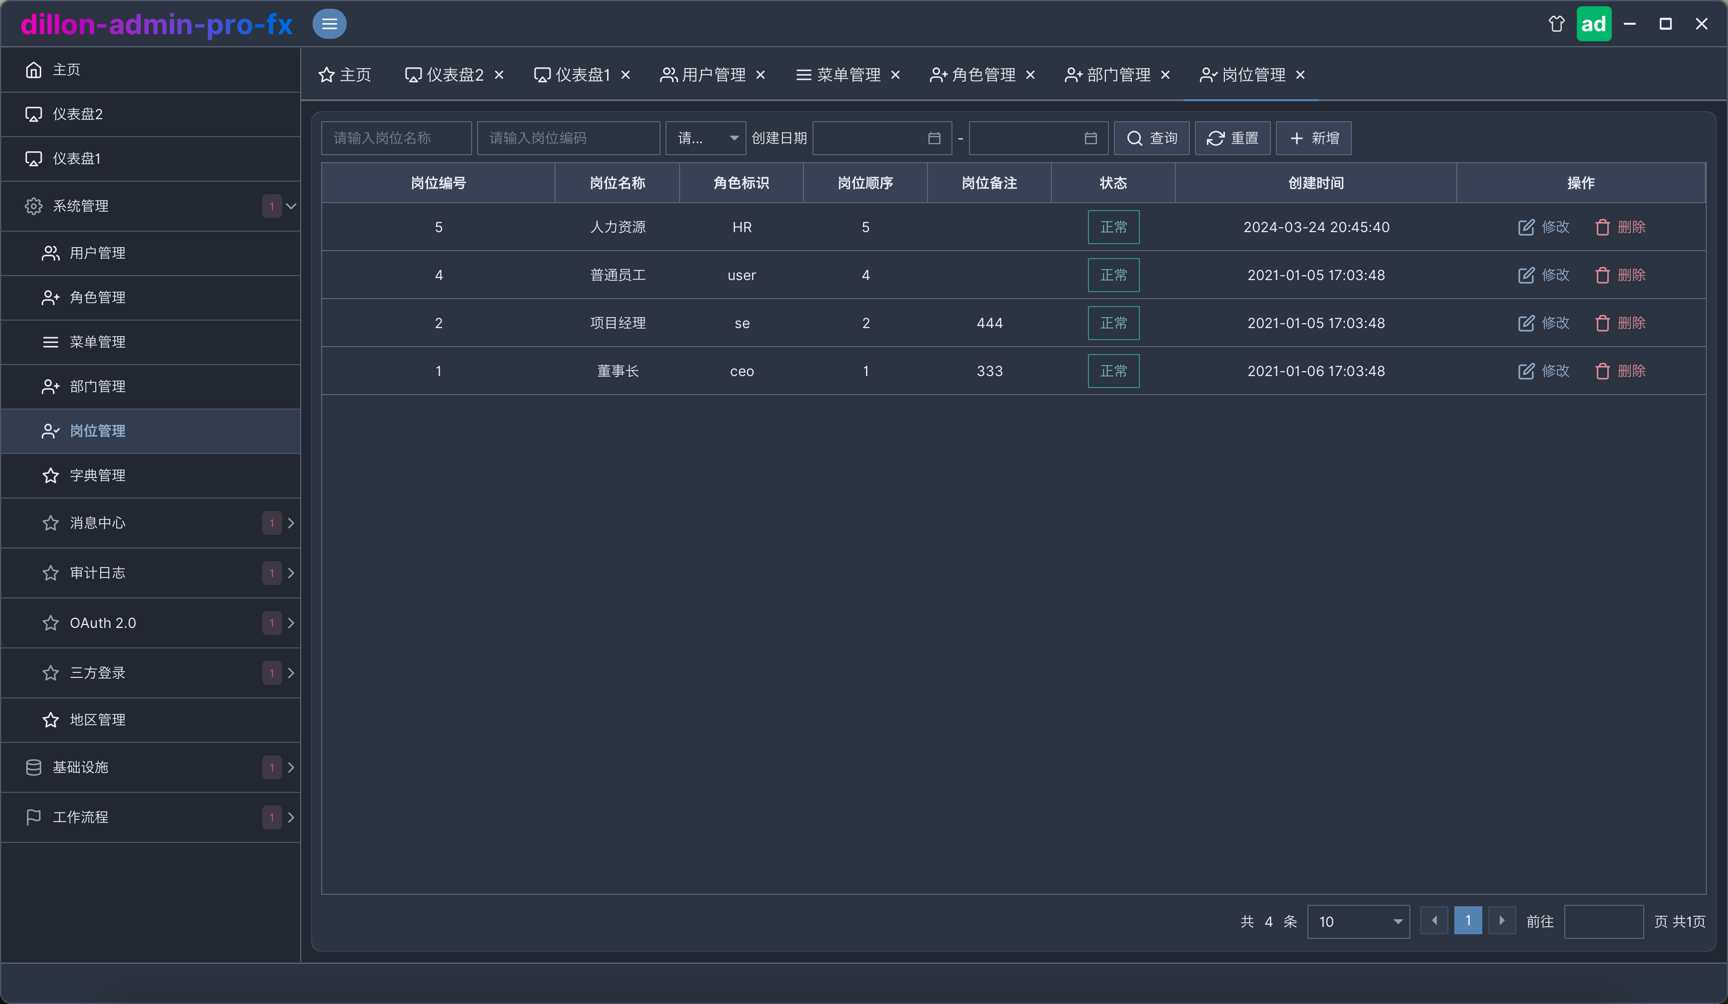 dillon-admin-pro-fx
ad
主页
仪表盘2
仪表盘1
系统管理 1
用户管理
角色管理
菜单管理
部门管理
岗位管理
字典管理
消息中心 1
审计日志 1
OAuth 2.0 1
三方登录 1
地区管理
基础设施 1
工作流程 1
主页 仪表盘2 仪表盘1 用户管理 菜单管理 角色管理 部门管理 岗位管理
请输入岗位名称 请输入岗位编码 请... 创建日期 - 查询 重置 新增
岗位编号 岗位名称 角色标识 岗位顺序 岗位备注 状态 创建时间 操作
5 人力资源 HR 5 正常 2024-03-24 20:45:40 修改 删除
4 普通员工 user 4 正常 2021-01-05 17:03:48 修改 删除
2 项目经理 se 2 444 正常 2021-01-05 17:03:48 修改 删除
1 董事长 ceo 1 333 正常 2021-01-06 17:03:48 修改 删除
共 4 条 10 1 前往 页 共1页